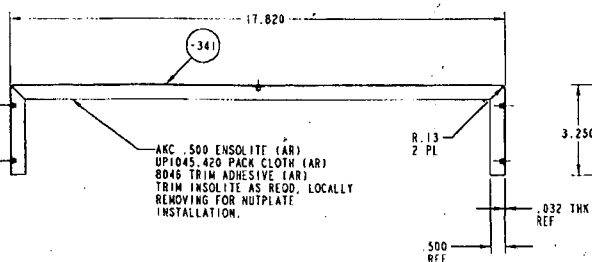 17.820
-341
AKC .500 ENSOLITE (AR)
UP1045.420 PACK CLOTH (AR)
8046 TRIM ADHESIVE (AR)
TRIM INSOLITE AS REQD, LOCALLY
REMOVING FOR NUTPLATE
INSTALLATION.
R.13
2 PL
3.250
.032 THK
REF
.500
REF